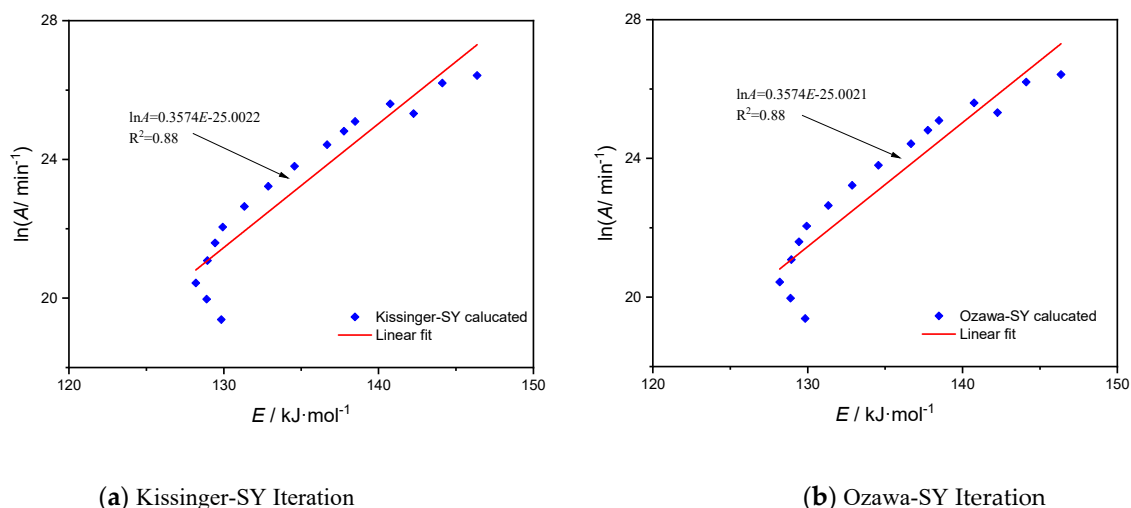 28
24
20
ln(A/ min⁻¹)
lnA=0.3574E-25.0022
R²=0.88
Kissinger-SY calucated
Linear fit
120
130
140
150
E / kJ·mol⁻¹
(a) Kissinger-SY Iteration
28
24
20
ln(A/ min⁻¹)
lnA=0.3574E-25.0021
R²=0.88
Ozawa-SY calucated
Linear fit
120
130
140
150
E / kJ·mol⁻¹
(b) Ozawa-SY Iteration